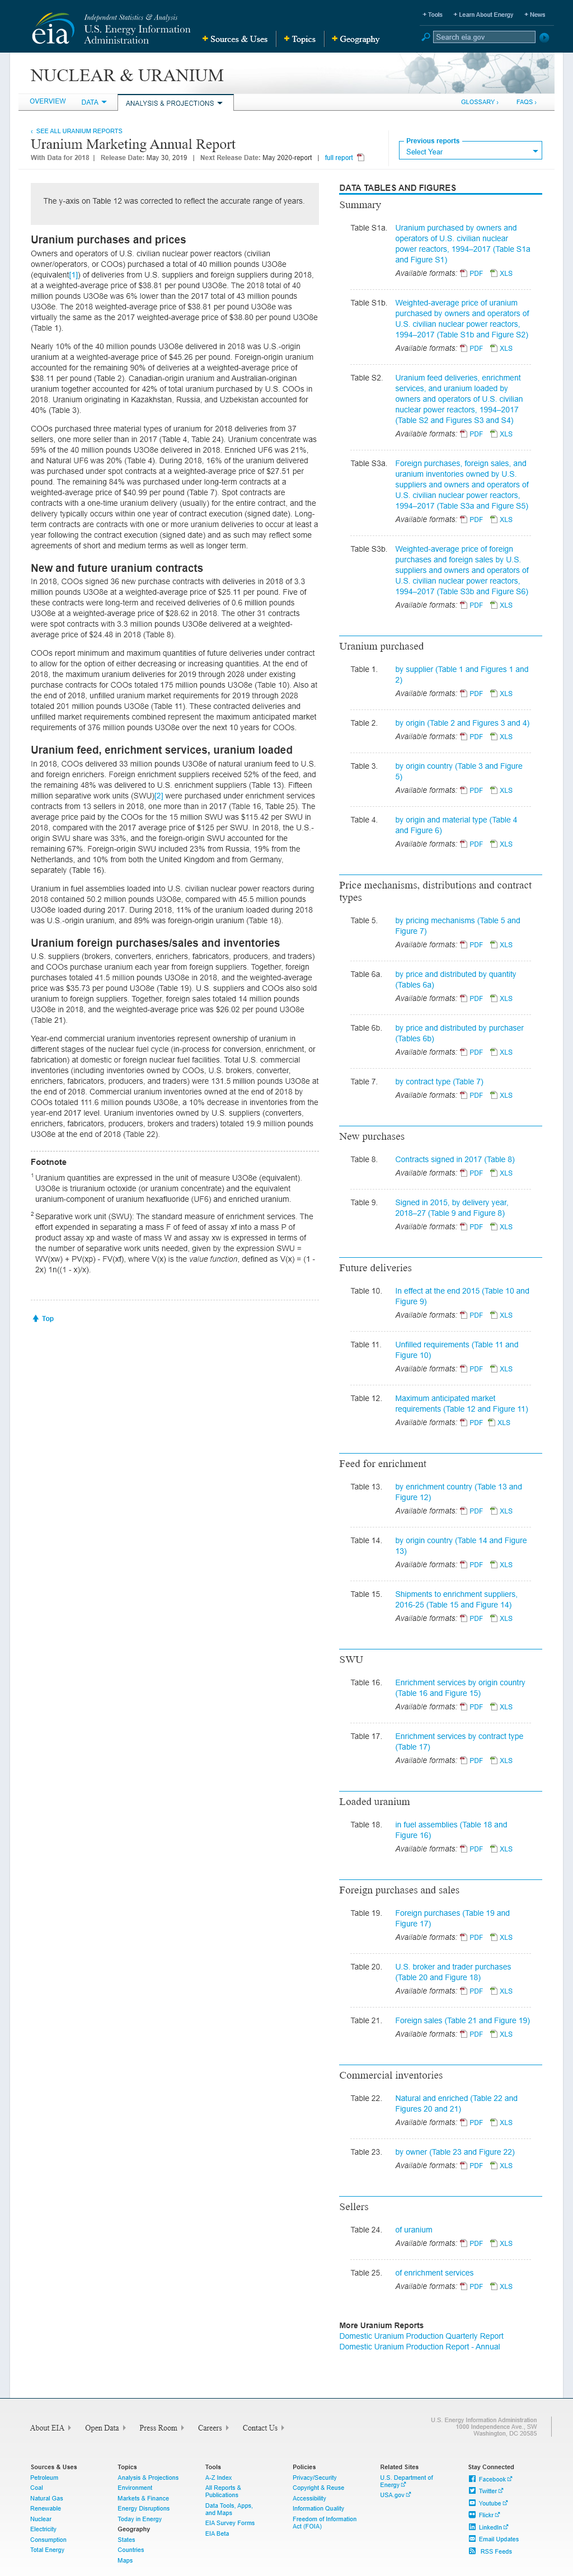 + Tools + Learn About Energy + News
eia
Independent Statistics & Analysis
U.S. Energy Information
Administration
+ Sources & Uses + Topics + Geography
Search eia.gov
NUCLEAR & URANIUM
OVERVIEW DATA ANALYSIS & PROJECTIONS GLOSSARY › FAQS ›
‹ SEE ALL URANIUM REPORTS
Uranium Marketing Annual Report
With Data for 2018 | Release Date: May 30, 2019 | Next Release Date: May 2020-report | full report
Previous reports
Select Year
The y-axis on Table 12 was corrected to reflect the accurate range of years.
Uranium purchases and prices
Owners and operators of U.S. civilian nuclear power reactors (civilian
owner/operators, or COOs) purchased a total of 40 million pounds U3O8e
(equivalent[1]) of deliveries from U.S. suppliers and foreign suppliers during 2018,
at a weighted-average price of $38.81 per pound U3O8e. The 2018 total of 40
million pounds U3O8e was 6% lower than the 2017 total of 43 million pounds
U3O8e. The 2018 weighted-average price of $38.81 per pound U3O8e was
virtually the same as the 2017 weighted-average price of $38.80 per pound U3O8e
(Table 1).
Nearly 10% of the 40 million pounds U3O8e delivered in 2018 was U.S.-origin
uranium at a weighted-average price of $45.26 per pound. Foreign-origin uranium
accounted for the remaining 90% of deliveries at a weighted-average price of
$38.11 per pound (Table 2). Canadian-origin uranium and Australian-origin
uranium together accounted for 42% of total uranium purchased by U.S. COOs in
2018. Uranium originating in Kazakhstan, Russia, and Uzbekistan accounted for
40% (Table 3).
COOs purchased three material types of uranium for 2018 deliveries from 37
sellers, one more seller than in 2017 (Table 4, Table 24). Uranium concentrate was
59% of the 40 million pounds U3O8e delivered in 2018. Enriched UF6 was 21%,
and Natural UF6 was 20% (Table 4). During 2018, 16% of the uranium delivered
was purchased under spot contracts at a weighted-average price of $27.51 per
pound. The remaining 84% was purchased under long-term contracts at a
weighted-average price of $40.99 per pound (Table 7). Spot contracts are
contracts with a one-time uranium delivery (usually) for the entire contract, and the
delivery typically occurs within one year of contract execution (signed date). Long-
term contracts are contracts with one or more uranium deliveries to occur at least a
year following the contract execution (signed date) and as such may reflect some
agreements of short and medium terms as well as longer term.
New and future uranium contracts
In 2018, COOs signed 36 new purchase contracts with deliveries in 2018 of 3.3
million pounds U3O8e at a weighted-average price of $25.11 per pound. Five of
these contracts were long-term and received deliveries of 0.6 million pounds
U3O8e at a weighted-average price of $28.62 in 2018. The other 31 contracts
were spot contracts with 3.3 million pounds U3O8e delivered at a weighted-
average price of $24.48 in 2018 (Table 8).
COOs report minimum and maximum quantities of future deliveries under contract
to allow for the option of either decreasing or increasing quantities. At the end of
2018, the maximum uranium deliveries for 2019 through 2028 under existing
purchase contracts for COOs totaled 175 million pounds U3O8e (Table 10). Also at
the end of 2018, unfilled uranium market requirements for 2019 through 2028
totaled 201 million pounds U3O8e (Table 11). These contracted deliveries and
unfilled market requirements combined represent the maximum anticipated market
requirements of 376 million pounds U3O8e over the next 10 years for COOs.
Uranium feed, enrichment services, uranium loaded
In 2018, COOs delivered 33 million pounds U3O8e of natural uranium feed to U.S.
and foreign enrichers. Foreign enrichment suppliers received 52% of the feed, and
the remaining 48% was delivered to U.S. enrichment suppliers (Table 13). Fifteen
million separative work units (SWU)[2] were purchased under enrichment services
contracts from 13 sellers in 2018, one more than in 2017 (Table 16, Table 25). The
average price paid by the COOs for the 15 million SWU was $115.42 per SWU in
2018, compared with the 2017 average price of $125 per SWU. In 2018, the U.S.-
origin SWU share was 33%, and the foreign-origin SWU accounted for the
remaining 67%. Foreign-origin SWU included 23% from Russia, 19% from the
Netherlands, and 10% from both the United Kingdom and from Germany,
separately (Table 16).
Uranium in fuel assemblies loaded into U.S. civilian nuclear power reactors during
2018 contained 50.2 million pounds U3O8e, compared with 45.5 million pounds
U3O8e loaded during 2017. During 2018, 11% of the uranium loaded during 2018
was U.S.-origin uranium, and 89% was foreign-origin uranium (Table 18).
Uranium foreign purchases/sales and inventories
U.S. suppliers (brokers, converters, enrichers, fabricators, producers, and traders)
and COOs purchase uranium each year from foreign suppliers. Together, foreign
purchases totaled 41.5 million pounds U3O8e in 2018, and the weighted-average
price was $35.73 per pound U3O8e (Table 19). U.S. suppliers and COOs also sold
uranium to foreign suppliers. Together, foreign sales totaled 14 million pounds
U3O8e in 2018, and the weighted-average price was $26.02 per pound U3O8e
(Table 21).
Year-end commercial uranium inventories represent ownership of uranium in
different stages of the nuclear fuel cycle (in-process for conversion, enrichment, or
fabrication) at domestic or foreign nuclear fuel facilities. Total U.S. commercial
inventories (including inventories owned by COOs, U.S. brokers, converter,
enrichers, fabricators, producers, and traders) were 131.5 million pounds U3O8e at
the end of 2018. Commercial uranium inventories owned at the end of 2018 by
COOs totaled 111.6 million pounds U3O8e, a 10% decrease in inventories from the
year-end 2017 level. Uranium inventories owned by U.S. suppliers (converters,
enrichers, fabricators, producers, brokers and traders) totaled 19.9 million pounds
U3O8e at the end of 2018 (Table 22).
Footnote
1 Uranium quantities are expressed in the unit of measure U3O8e (equivalent).
U3O8e is triuranium octoxide (or uranium concentrate) and the equivalent
uranium-component of uranium hexafluoride (UF6) and enriched uranium.
2 Separative work unit (SWU): The standard measure of enrichment services. The
effort expended in separating a mass F of feed of assay xf into a mass P of
product assay xp and waste of mass W and assay xw is expressed in terms of
the number of separative work units needed, given by the expression SWU =
WV(xw) + PV(xp) - FV(xf), where V(x) is the value function, defined as V(x) = (1 -
2x) 1n((1 - x)/x).
Top
DATA TABLES AND FIGURES
Summary
Table S1a. Uranium purchased by owners and
operators of U.S. civilian nuclear
power reactors, 1994–2017 (Table S1a
and Figure S1)
Available formats: PDF XLS
Table S1b. Weighted-average price of uranium
purchased by owners and operators of
U.S. civilian nuclear power reactors,
1994–2017 (Table S1b and Figure S2)
Available formats: PDF XLS
Table S2. Uranium feed deliveries, enrichment
services, and uranium loaded by
owners and operators of U.S. civilian
nuclear power reactors, 1994–2017
(Table S2 and Figures S3 and S4)
Available formats: PDF XLS
Table S3a. Foreign purchases, foreign sales, and
uranium inventories owned by U.S.
suppliers and owners and operators of
U.S. civilian nuclear power reactors,
1994–2017 (Table S3a and Figure S5)
Available formats: PDF XLS
Table S3b. Weighted-average price of foreign
purchases and foreign sales by U.S.
suppliers and owners and operators of
U.S. civilian nuclear power reactors,
1994–2017 (Table S3b and Figure S6)
Available formats: PDF XLS
Uranium purchased
Table 1. by supplier (Table 1 and Figures 1 and
2)
Available formats: PDF XLS
Table 2. by origin (Table 2 and Figures 3 and 4)
Available formats: PDF XLS
Table 3. by origin country (Table 3 and Figure
5)
Available formats: PDF XLS
Table 4. by origin and material type (Table 4
and Figure 6)
Available formats: PDF XLS
Price mechanisms, distributions and contract
types
Table 5. by pricing mechanisms (Table 5 and
Figure 7)
Available formats: PDF XLS
Table 6a. by price and distributed by quantity
(Tables 6a)
Available formats: PDF XLS
Table 6b. by price and distributed by purchaser
(Tables 6b)
Available formats: PDF XLS
Table 7. by contract type (Table 7)
Available formats: PDF XLS
New purchases
Table 8. Contracts signed in 2017 (Table 8)
Available formats: PDF XLS
Table 9. Signed in 2015, by delivery year,
2018–27 (Table 9 and Figure 8)
Available formats: PDF XLS
Future deliveries
Table 10. In effect at the end 2015 (Table 10 and
Figure 9)
Available formats: PDF XLS
Table 11. Unfilled requirements (Table 11 and
Figure 10)
Available formats: PDF XLS
Table 12. Maximum anticipated market
requirements (Table 12 and Figure 11)
Available formats: PDF XLS
Feed for enrichment
Table 13. by enrichment country (Table 13 and
Figure 12)
Available formats: PDF XLS
Table 14. by origin country (Table 14 and Figure
13)
Available formats: PDF XLS
Table 15. Shipments to enrichment suppliers,
2016-25 (Table 15 and Figure 14)
Available formats: PDF XLS
SWU
Table 16. Enrichment services by origin country
(Table 16 and Figure 15)
Available formats: PDF XLS
Table 17. Enrichment services by contract type
(Table 17)
Available formats: PDF XLS
Loaded uranium
Table 18. in fuel assemblies (Table 18 and
Figure 16)
Available formats: PDF XLS
Foreign purchases and sales
Table 19. Foreign purchases (Table 19 and
Figure 17)
Available formats: PDF XLS
Table 20. U.S. broker and trader purchases
(Table 20 and Figure 18)
Available formats: PDF XLS
Table 21. Foreign sales (Table 21 and Figure 19)
Available formats: PDF XLS
Commercial inventories
Table 22. Natural and enriched (Table 22 and
Figures 20 and 21)
Available formats: PDF XLS
Table 23. by owner (Table 23 and Figure 22)
Available formats: PDF XLS
Sellers
Table 24. of uranium
Available formats: PDF XLS
Table 25. of enrichment services
Available formats: PDF XLS
More Uranium Reports
Domestic Uranium Production Quarterly Report
Domestic Uranium Production Report - Annual
About EIA Open Data Press Room Careers Contact Us
U.S. Energy Information Administration
1000 Independence Ave., SW
Washington, DC 20585
Sources & Uses
Petroleum
Coal
Natural Gas
Renewable
Nuclear
Electricity
Consumption
Total Energy
Topics
Analysis & Projections
Environment
Markets & Finance
Energy Disruptions
Today in Energy
Geography
States
Countries
Maps
Tools
A-Z Index
All Reports &
Publications
Data Tools, Apps,
and Maps
EIA Survey Forms
EIA Beta
Policies
Privacy/Security
Copyright & Reuse
Accessibility
Information Quality
Freedom of Information
Act (FOIA)
Related Sites
U.S. Department of
Energy
USA.gov
Stay Connected
Facebook
Twitter
Youtube
Flickr
LinkedIn
Email Updates
RSS Feeds